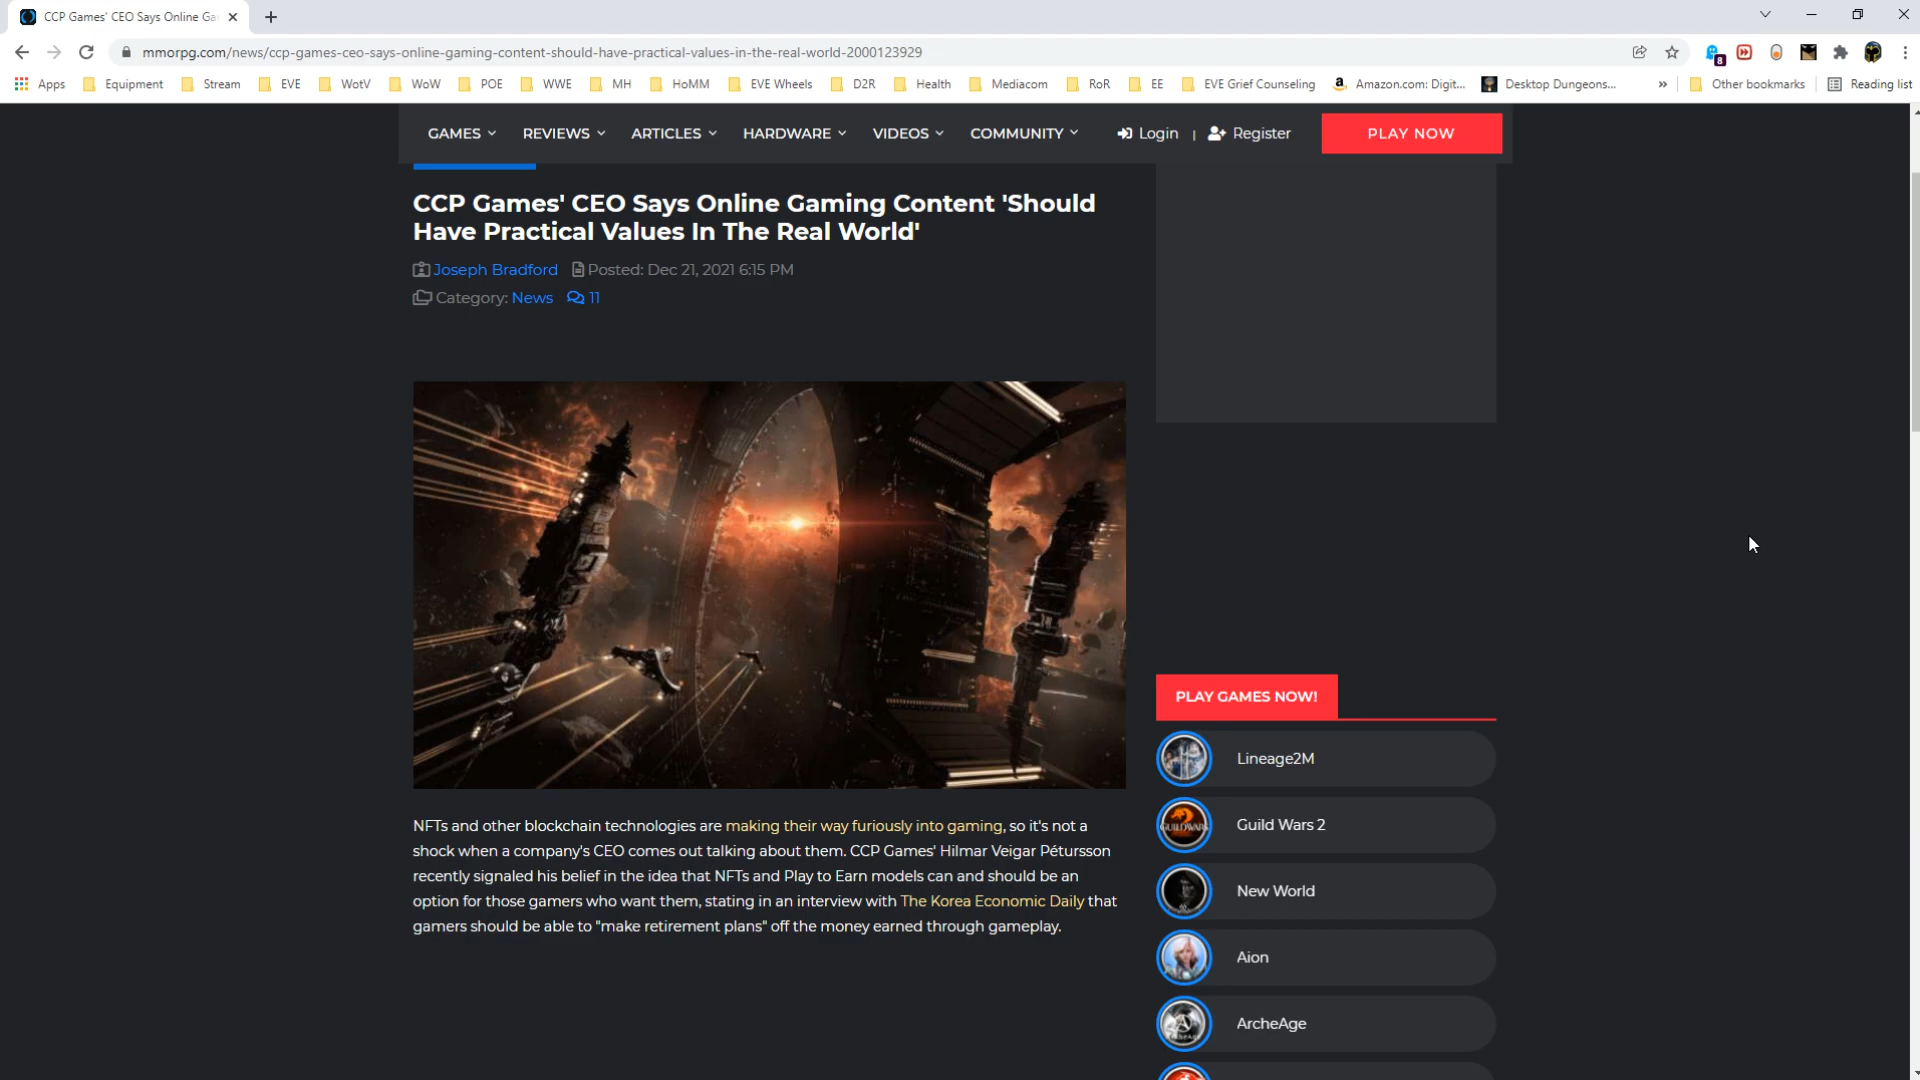 CCP Games' CEO Says Online Ga
mmorpg.com/news/ccp-games-ceo-says-online-gaming-content-should-have-practical-values-in-the-real-world-2000123929
8
Apps Equipment Stream EVE WotV WoW POE WWE MH HoMM EVE Wheels D2R Health Mediacom RoR EE EVE Grief Counseling Amazon.com: Digit... Desktop Dungeons... » Other bookmarks Reading list
GAMES REVIEWS ARTICLES HARDWARE VIDEOS COMMUNITY Login | Register PLAY NOW
CCP Games' CEO Says Online Gaming Content 'Should
Have Practical Values In The Real World'
Joseph Bradford Posted: Dec 21, 2021 6:15 PM
Category: News 11
NFTs and other blockchain technologies are making their way furiously into gaming, so it's not a
shock when a company's CEO comes out talking about them. CCP Games' Hilmar Veigar Pétursson
recently signaled his belief in the idea that NFTs and Play to Earn models can and should be an
option for those gamers who want them, stating in an interview with The Korea Economic Daily that
gamers should be able to "make retirement plans" off the money earned through gameplay.
PLAY GAMES NOW!
Lineage2M
Guild Wars 2
New World
Aion
ArcheAge